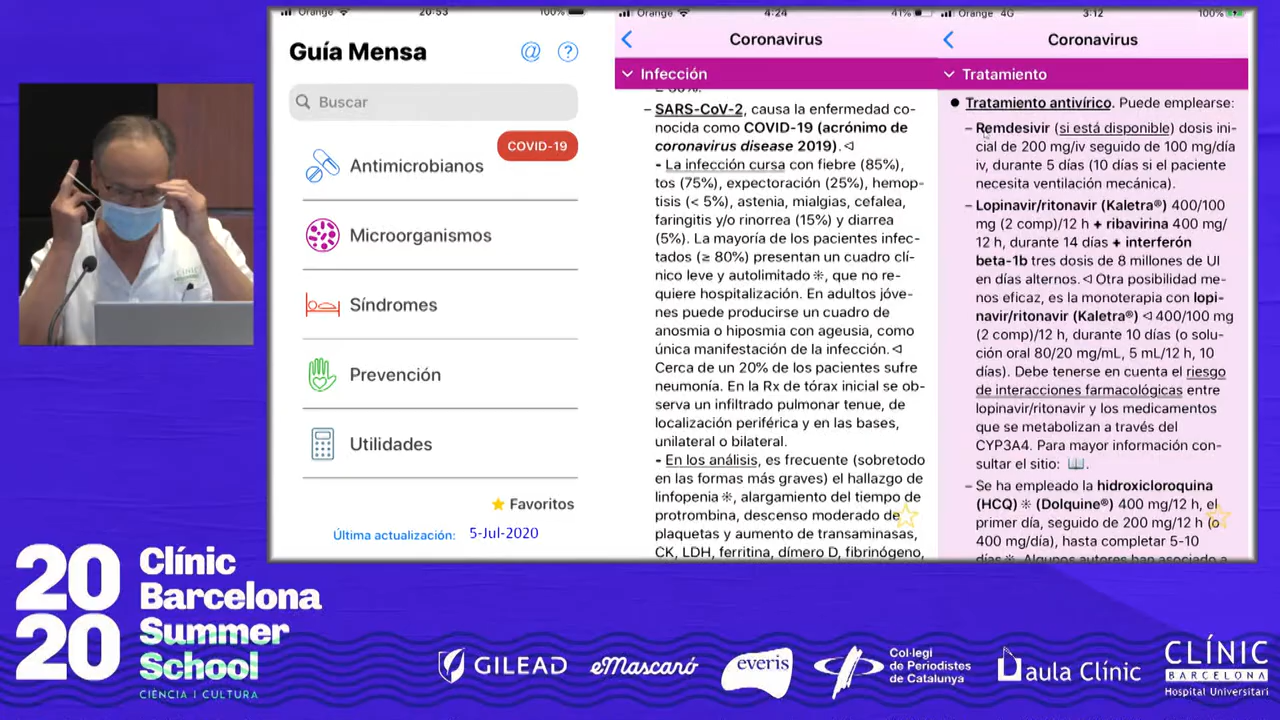 Orange
20:53
100%
Guía Mensa
@ ?
Buscar
COVID-19
Antimicrobianos
Microorganismos
Síndromes
Prevención
Utilidades
Favoritos
Última actualización: 5-Jul-2020
Orange
4:24
41%
Coronavirus
Infección
– SARS-CoV-2, causa la enfermedad co-
nocida como COVID-19 (acrónimo de
coronavirus disease 2019).
- La infección cursa con fiebre (85%),
tos (75%), expectoración (25%), hemop-
tisis (< 5%), astenia, mialgias, cefalea,
faringitis y/o rinorrea (15%) y diarrea
(5%). La mayoría de los pacientes infec-
tados (≥ 80%) presentan un cuadro clí-
nico leve y autolimitado ※, que no re-
quiere hospitalización. En adultos jóve-
nes puede producirse un cuadro de
anosmia o hiposmia con ageusia, como
única manifestación de la infección.
Cerca de un 20% de los pacientes sufre
neumonía. En la Rx de tórax inicial se ob-
serva un infiltrado pulmonar tenue, de
localización periférica y en las bases,
unilateral o bilateral.
- En los análisis, es frecuente (sobretodo
en las formas más graves) el hallazgo de
linfopenia ※, alargamiento del tiempo de
protrombina, descenso moderado de
plaquetas y aumento de transaminasas,
CK, LDH, ferritina, dímero D, fibrinógeno,
Orange 4G
3:12
100%
Coronavirus
Tratamiento
● Tratamiento antivírico. Puede emplearse:
– Remdesivir (si está disponible) dosis ini-
cial de 200 mg/iv seguido de 100 mg/día
iv, durante 5 días (10 días si el paciente
necesita ventilación mecánica).
– Lopinavir/ritonavir (Kaletra®) 400/100
mg (2 comp)/12 h + ribavirina 400 mg/
12 h, durante 14 días + interferón
beta-1b tres dosis de 8 millones de UI
en días alternos. Otra posibilidad me-
nos eficaz, es la monoterapia con lopi-
navir/ritonavir (Kaletra®) 400/100 mg
(2 comp)/12 h, durante 10 días (o solu-
ción oral 80/20 mg/mL, 5 mL/12 h, 10
días). Debe tenerse en cuenta el riesgo
de interacciones farmacológicas entre
lopinavir/ritonavir y los medicamentos
que se metabolizan a través del
CYP3A4. Para mayor información con-
sultar el sitio: .
– Se ha empleado la hidroxicloroquina
(HCQ) ※ (Dolquine®) 400 mg/12 h, el
primer día, seguido de 200 mg/12 h (o
400 mg/día), hasta completar 5-10
días ※. Algunos autores han asociado a
20
20
Clínic
Barcelona
Summer
School
CIÈNCIA I CULTURA
GILEAD
eMascaró
everis
Col·legi
de Periodistes
de Catalunya
aula Clínic
CLÍNIC
BARCELONA
Hospital Universitari